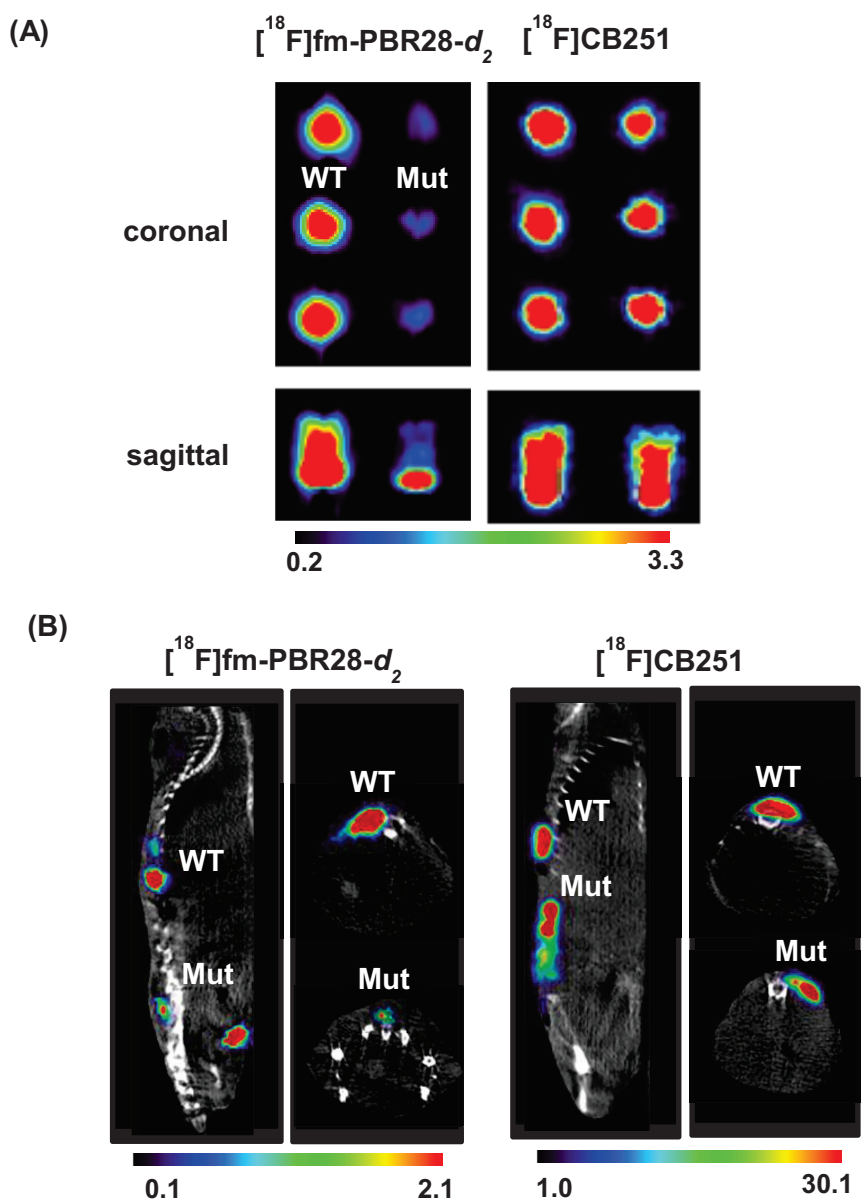 (A)
[18F]fm-PBR28-d2 [18F]CB251
WT Mut
coronal
sagittal
0.2 3.3
(B)
[18F]fm-PBR28-d2 [18F]CB251
WT WT
WT WT
Mut
Mut Mut Mut
0.1 2.1 1.0 30.1